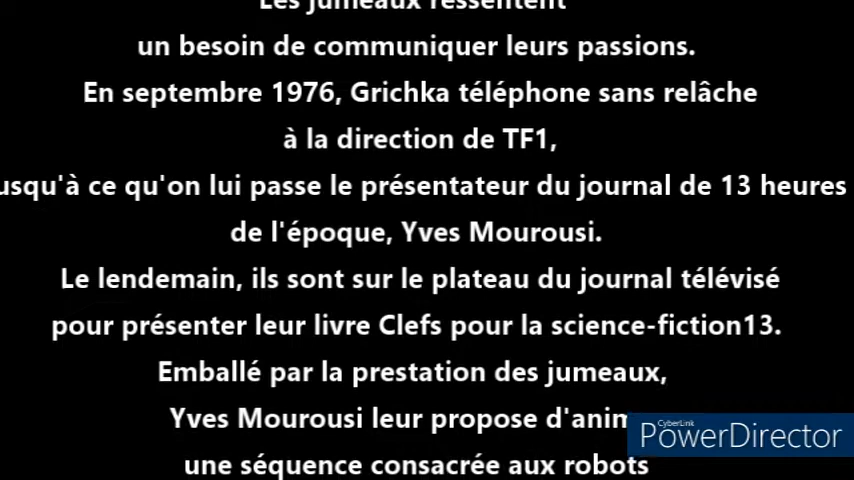 Les jumeaux ressentent
un besoin de communiquer leurs passions.
En septembre 1976, Grichka téléphone sans relâche
à la direction de TF1,
usqu'à ce qu'on lui passe le présentateur du journal de 13 heures
de l'époque, Yves Mourousi.
Le lendemain, ils sont sur le plateau du journal télévisé
pour présenter leur livre Clefs pour la science-fiction13.
Emballé par la prestation des jumeaux,
Yves Mourousi leur propose d'anim
une séquence consacrée aux robots
CyberLink
PowerDirector